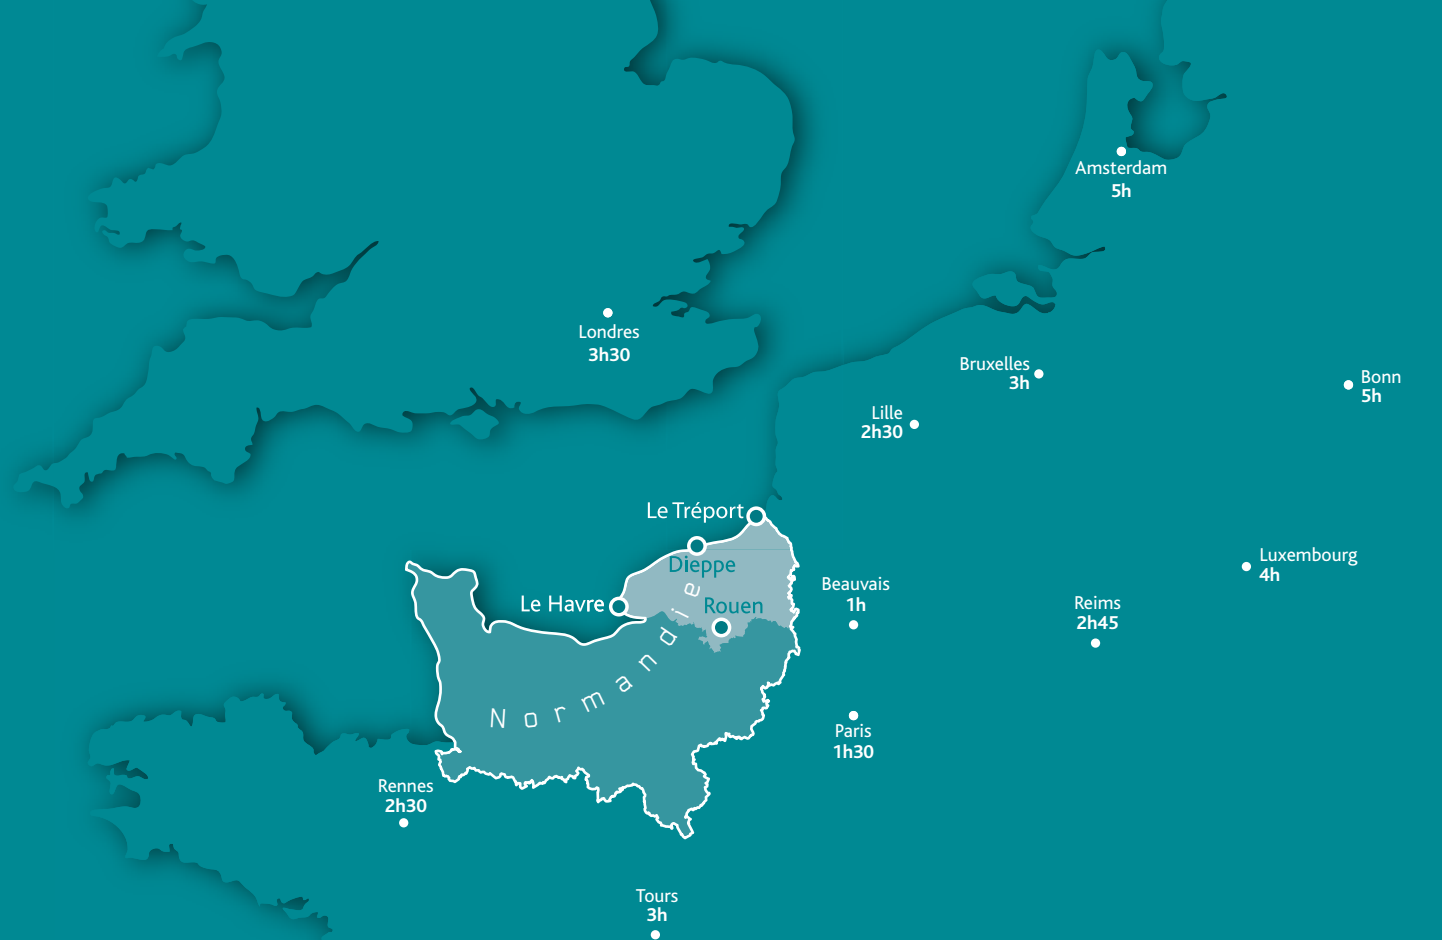 Amsterdam
5h
Londres
3h30
Bruxelles
3h
Bonn
5h
Lille
2h30
Le Tréport
Dieppe
Luxembourg
4h
Beauvais
1h
Le Havre
Rouen
Reims
2h45
Normandie
Paris
1h30
Rennes
2h30
Tours
3h